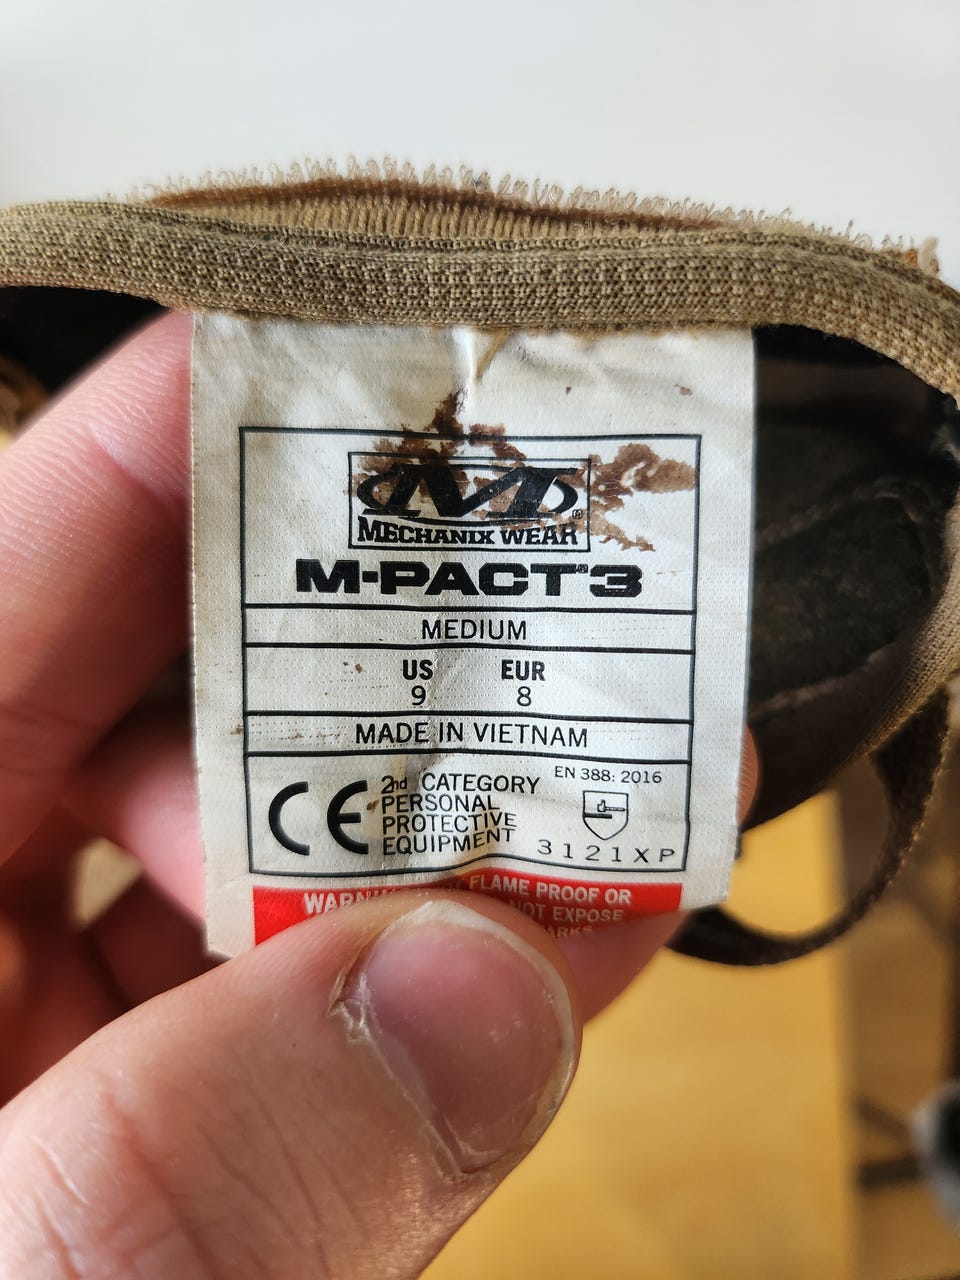 M
MECHANIX WEAR®
M-PACT® 3
MEDIUM
US EUR
9 8
MADE IN VIETNAM
CE 2nd CATEGORY
PERSONAL
PROTECTIVE
EQUIPMENT
EN 388: 2016
3121XP
FLAME PROOF OR
NOT EXPOSE